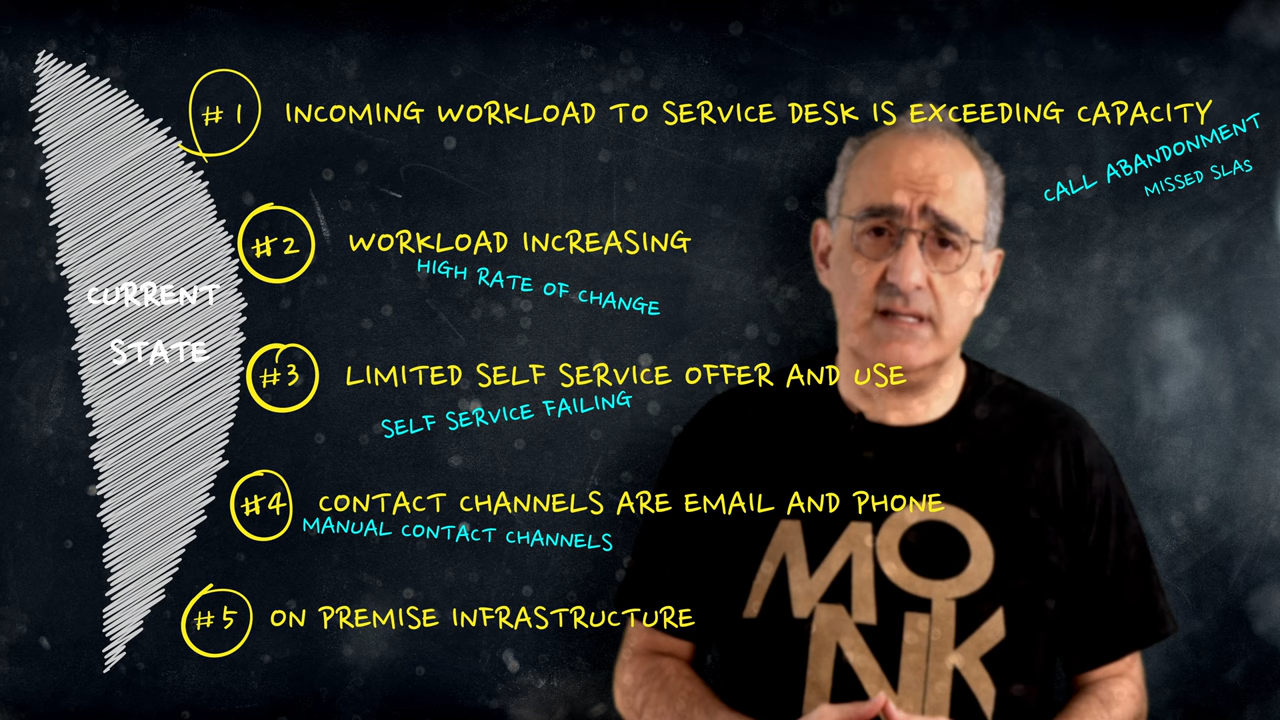 CURRENT
STATE
#1 INCOMING WORKLOAD TO SERVICE DESK IS EXCEEDING CAPACITY
CALL ABANDONMENT
MISSED SLAS
#2 WORKLOAD INCREASING
HIGH RATE OF CHANGE
#3 LIMITED SELF SERVICE OFFER AND USE
SELF SERVICE FAILING
#4 CONTACT CHANNELS ARE EMAIL AND PHONE
MANUAL CONTACT CHANNELS
#5 ON PREMISE INFRASTRUCTURE
MO
NK